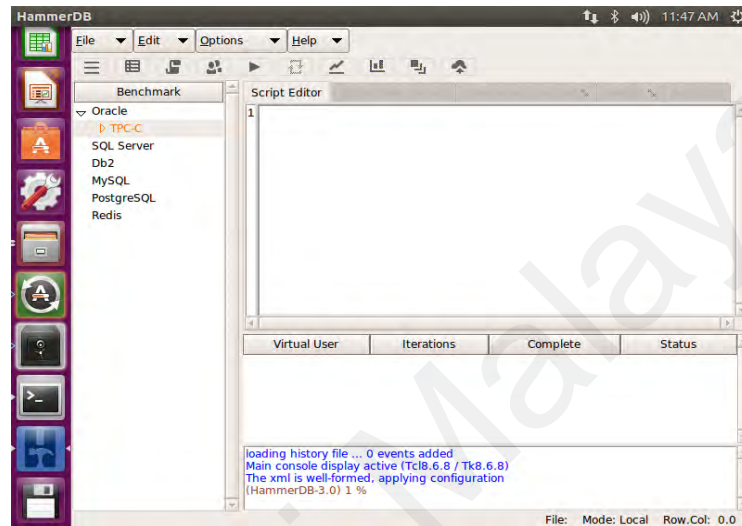 HammerDB
11:47 AM
File Edit Options Help
Benchmark
Oracle
TPC-C
SQL Server
Db2
MySQL
PostgreSQL
Redis
Script Editor
1
Virtual User Iterations Complete Status
loading history file ... 0 events added
Main console display active (Tcl8.6.8 / Tk8.6.8)
The xml is well-formed, applying configuration
(HammerDB-3.0) 1 %
File: Mode: Local Row.Col: 0.0
Malaya